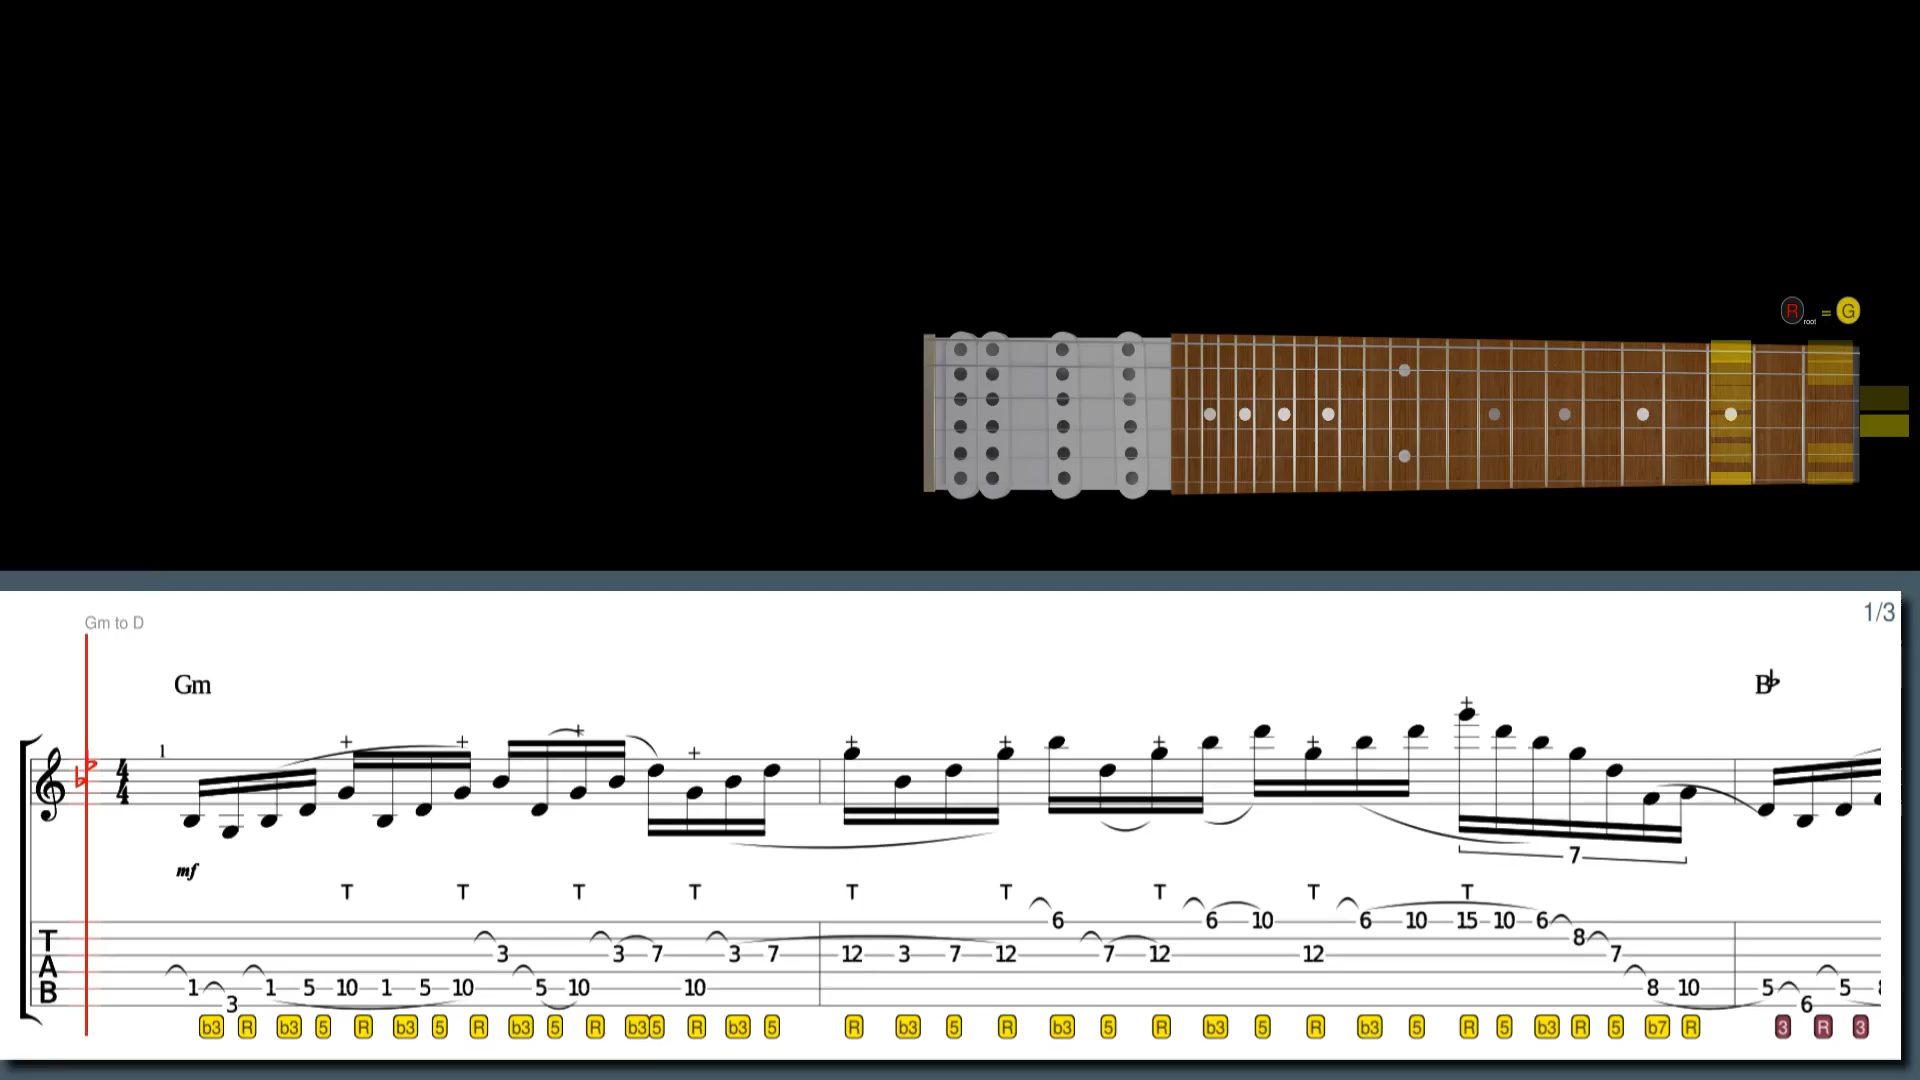 R root = G
1/3
Gm to D
Gm B♭
1
4
4
mf
7
T T T T T T T T T
6 6 10 6 10 15 10 6
8
3 3 7 3 7 12 3 7 12 7 12 12 7
T
A
B
1 1 5 10 1 5 10 5 10 10 8 10 5 5
3 6
b3 R b3 5 R b3 5 R b3 5 R b3 5 R b3 5 R b3 5 R b3 5 R b3 5 R b3 5 R 5 b3 R 5 b7 R 3 R 3